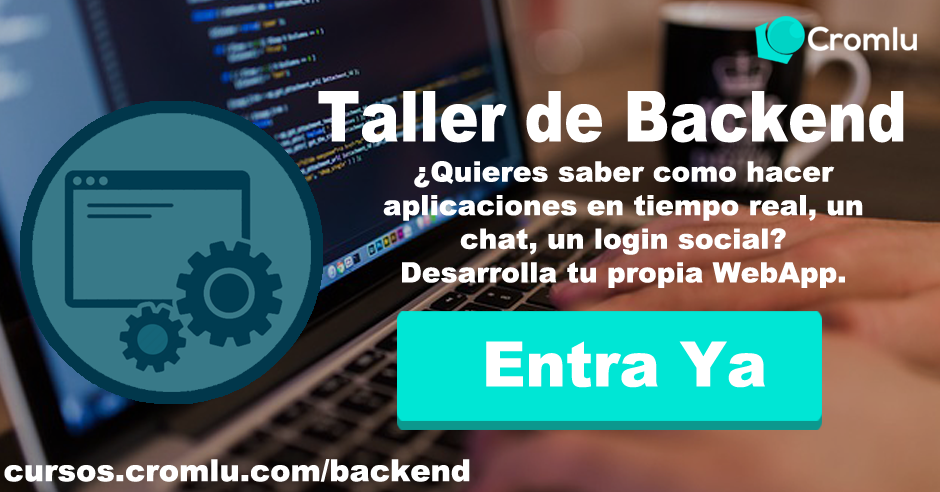 Cromlu
Taller de Backend
¿Quieres saber como hacer
aplicaciones en tiempo real, un
chat, un login social?
Desarrolla tu propia WebApp.
Entra Ya
cursos.cromlu.com/backend